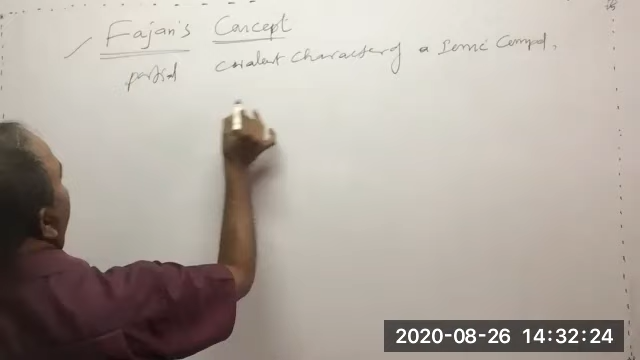 Fajan's Concept
partial covalent character of a Ionic Compd.
2020-08-26 14:32:24